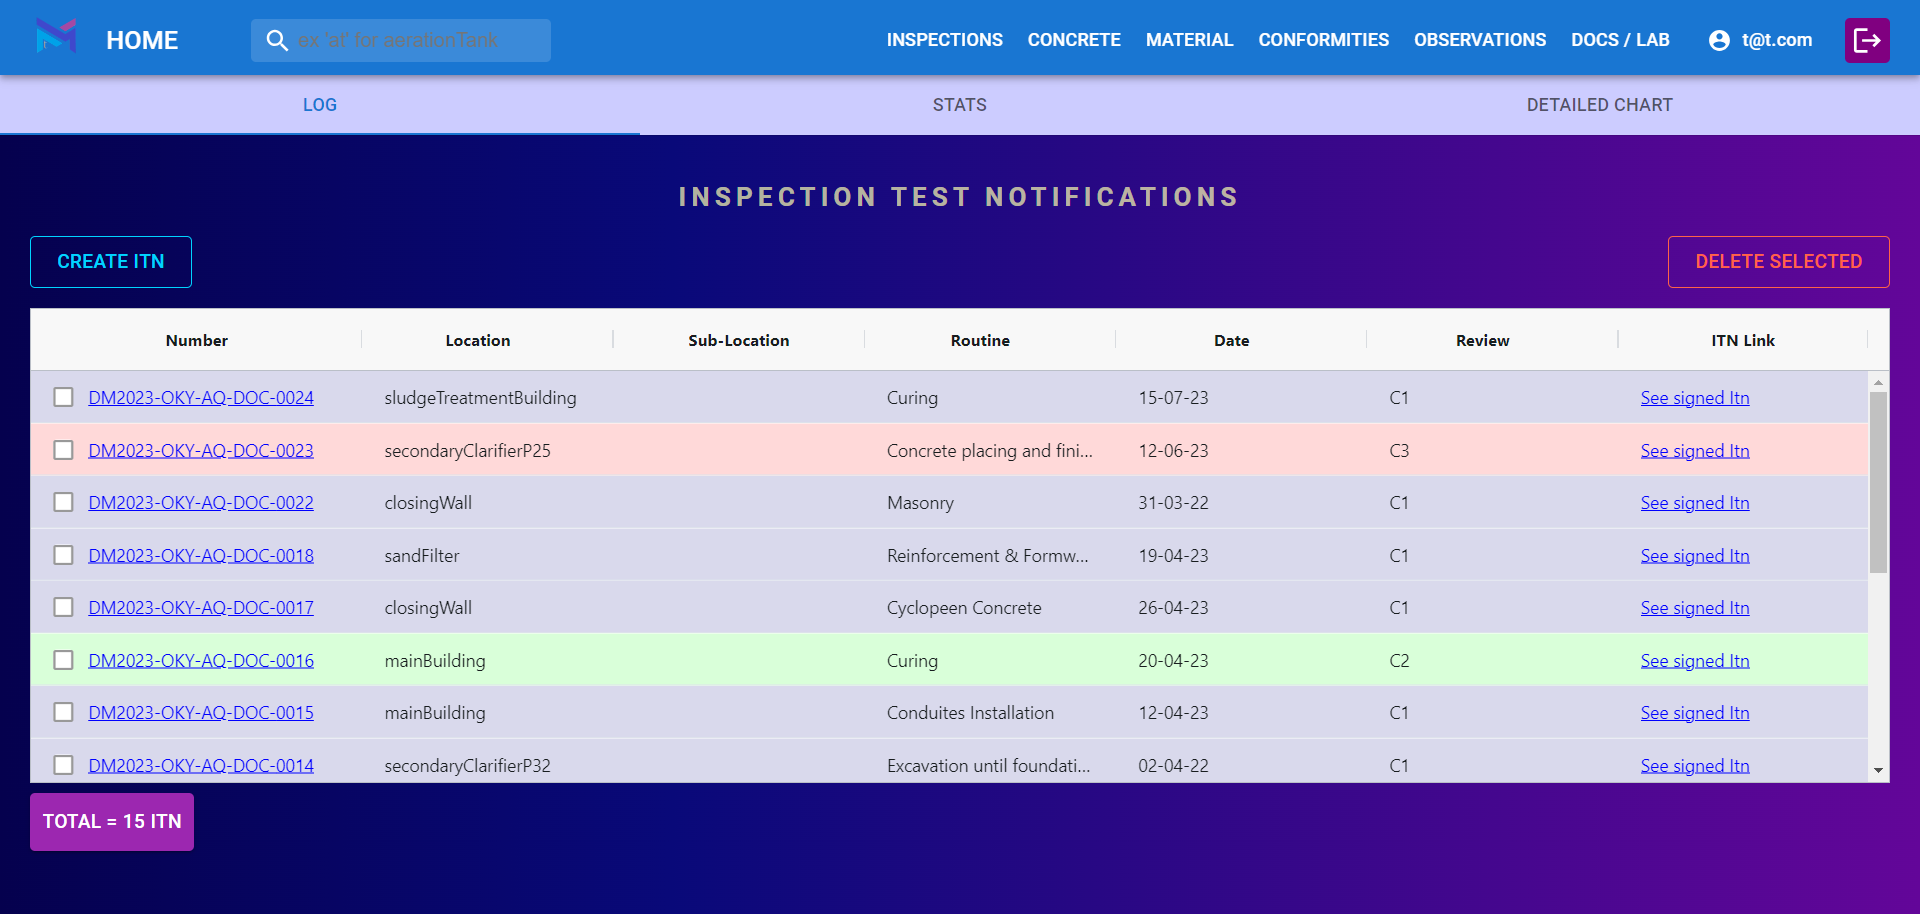 HOME
ex 'at' for aerationTank
INSPECTIONS CONCRETE MATERIAL CONFORMITIES OBSERVATIONS DOCS / LAB t@t.com
LOG STATS DETAILED CHART
INSPECTION TEST NOTIFICATIONS
CREATE ITN DELETE SELECTED
Number Location Sub-Location Routine Date Review ITN Link
DM2023-OKY-AQ-DOC-0024 sludgeTreatmentBuilding Curing 15-07-23 C1 See signed Itn
DM2023-OKY-AQ-DOC-0023 secondaryClarifierP25 Concrete placing and fini... 12-06-23 C3 See signed Itn
DM2023-OKY-AQ-DOC-0022 closingWall Masonry 31-03-22 C1 See signed Itn
DM2023-OKY-AQ-DOC-0018 sandFilter Reinforcement & Formw... 19-04-23 C1 See signed Itn
DM2023-OKY-AQ-DOC-0017 closingWall Cyclopeen Concrete 26-04-23 C1 See signed Itn
DM2023-OKY-AQ-DOC-0016 mainBuilding Curing 20-04-23 C2 See signed Itn
DM2023-OKY-AQ-DOC-0015 mainBuilding Conduites Installation 12-04-23 C1 See signed Itn
DM2023-OKY-AQ-DOC-0014 secondaryClarifierP32 Excavation until foundati... 02-04-22 C1 See signed Itn
TOTAL = 15 ITN